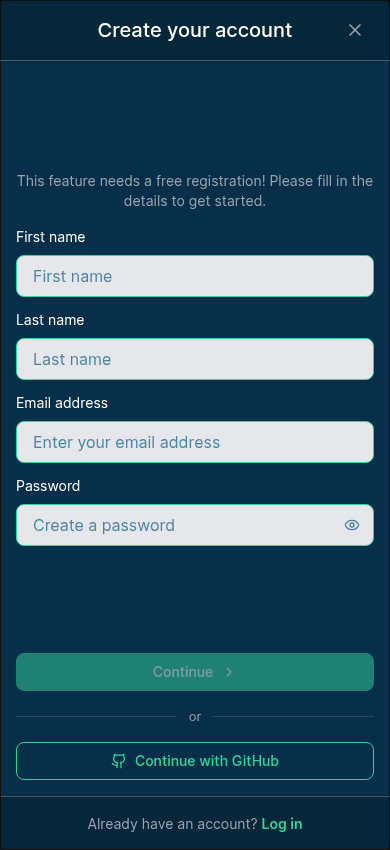 Create your account
This feature needs a free registration! Please fill in the
details to get started.
First name
First name
Last name
Last name
Email address
Enter your email address
Password
Create a password
Continue
or
Continue with GitHub
Already have an account? Log in